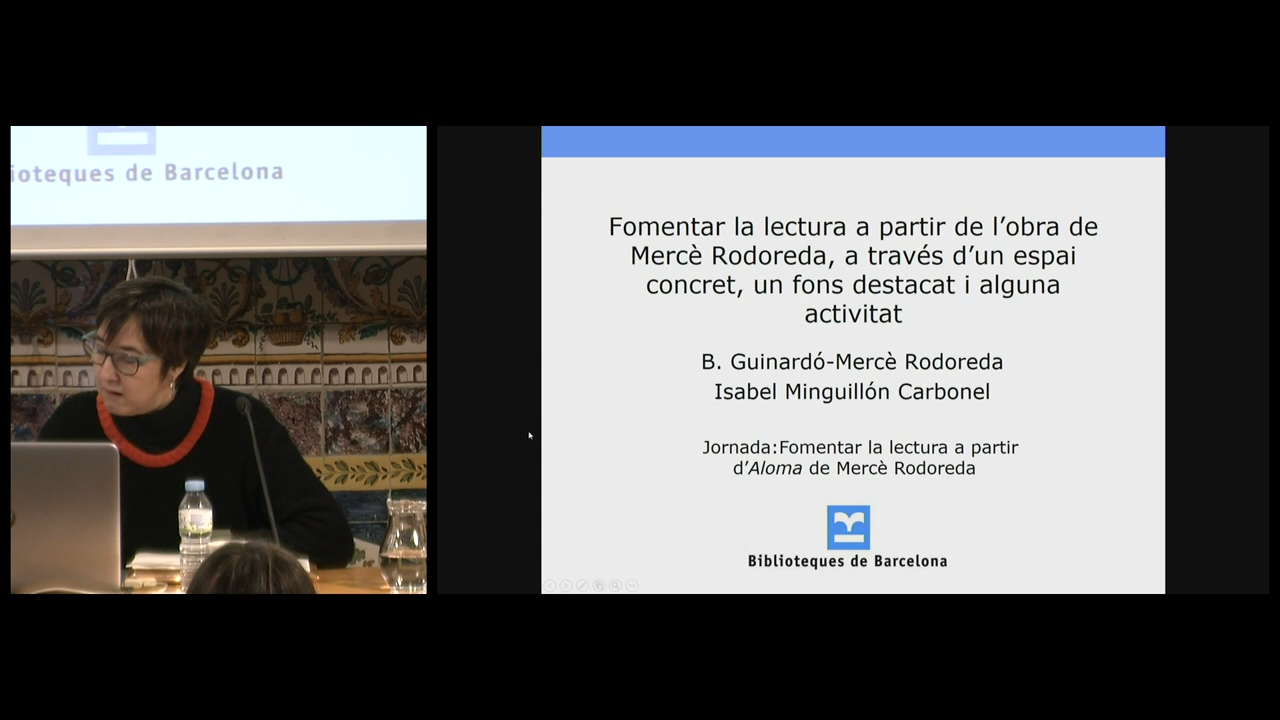 ioteques de Barcelona
Fomentar la lectura a partir de l’obra de
Mercè Rodoreda, a través d’un espai
concret, un fons destacat i alguna
activitat
B. Guinardó-Mercè Rodoreda
Isabel Minguillón Carbonel
Jornada:Fomentar la lectura a partir
d’Aloma de Mercè Rodoreda
Biblioteques de Barcelona